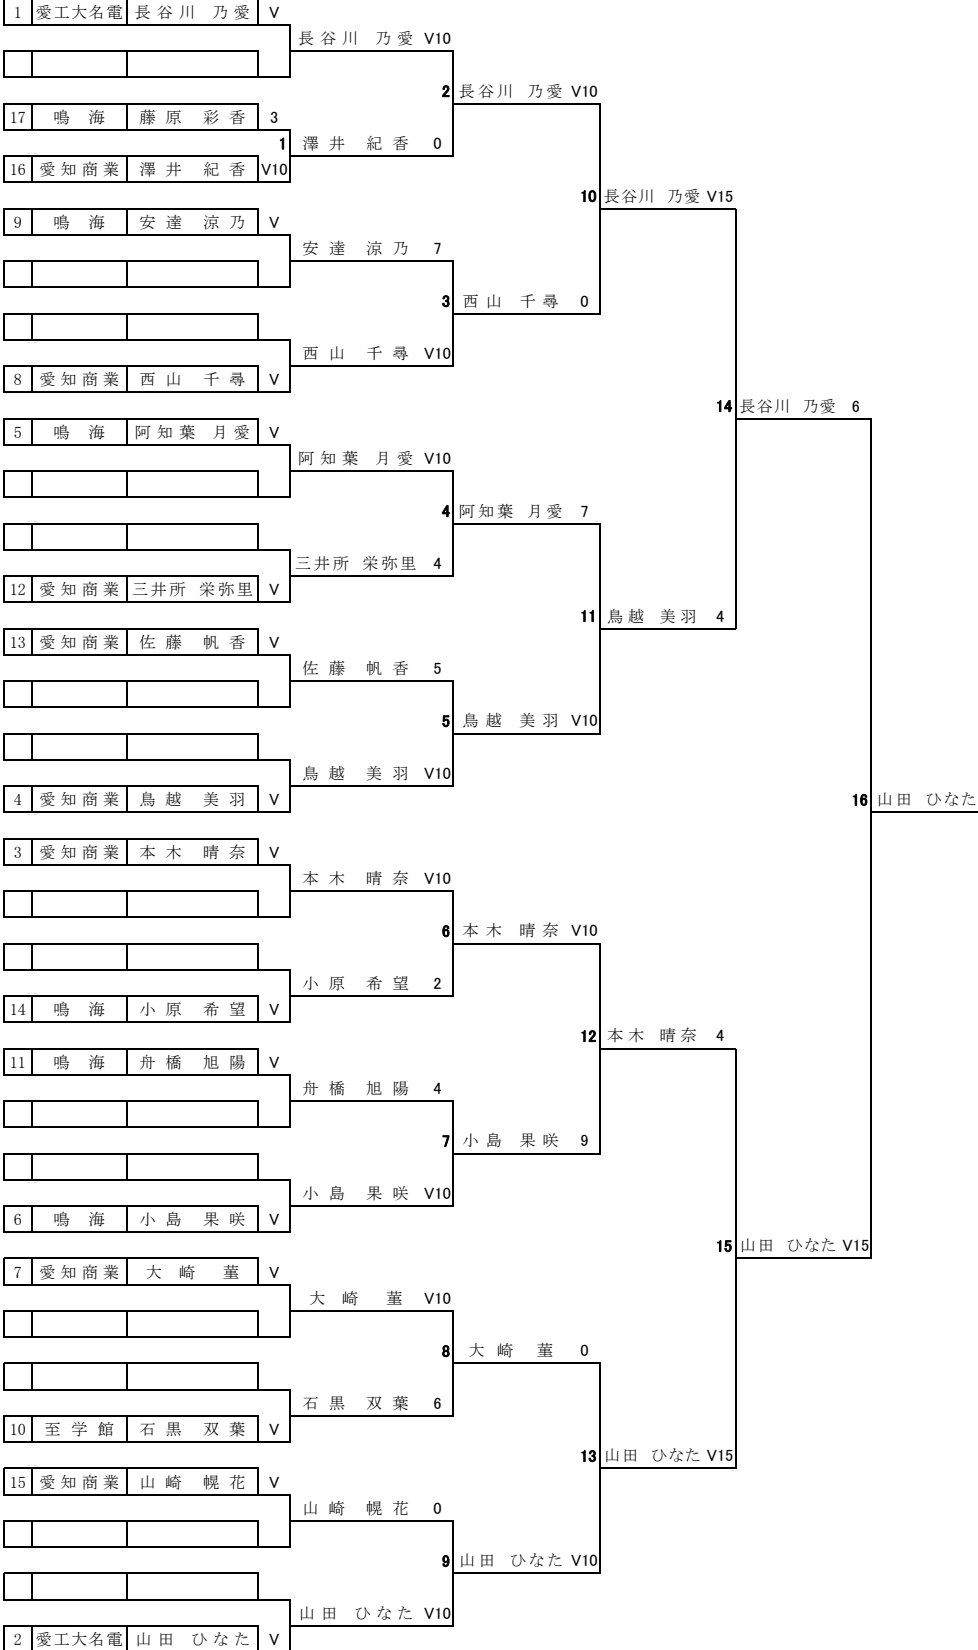 1 愛工大名電 長谷川 乃愛 V
長谷川 乃愛 V10
2 長谷川 乃愛 V10
17 鳴海 藤原 彩香 3
1 澤井 紀香 0
16 愛知商業 澤井 紀香 V10
10 長谷川 乃愛 V15
9 鳴海 安達 涼乃 V
安達 涼乃 7
3 西山 千尋 0
西山 千尋 V10
8 愛知商業 西山 千尋 V
14 長谷川 乃愛 6
5 鳴海 阿知葉 月愛 V
阿知葉 月愛 V10
4 阿知葉 月愛 7
三井所 栄弥里 4
12 愛知商業 三井所 栄弥里 V
11 鳥越 美羽 4
13 愛知商業 佐藤 帆香 V
佐藤 帆香 5
5 鳥越 美羽 V10
鳥越 美羽 V10
4 愛知商業 鳥越 美羽 V
16 山田 ひなた
3 愛知商業 本木 晴奈 V
本木 晴奈 V10
6 本木 晴奈 V10
小原 希望 2
14 鳴海 小原 希望 V
12 本木 晴奈 4
11 鳴海 舟橋 旭陽 V
舟橋 旭陽 4
7 小島 果咲 9
小島 果咲 V10
6 鳴海 小島 果咲 V
15 山田 ひなた V15
7 愛知商業 大崎 菫 V
大崎 菫 V10
8 大崎 菫 0
石黒 双葉 6
10 至学館 石黒 双葉 V
13 山田 ひなた V15
15 愛知商業 山崎 幌花 V
山崎 幌花 0
9 山田 ひなた V10
山田 ひなた V10
2 愛工大名電 山田 ひなた V